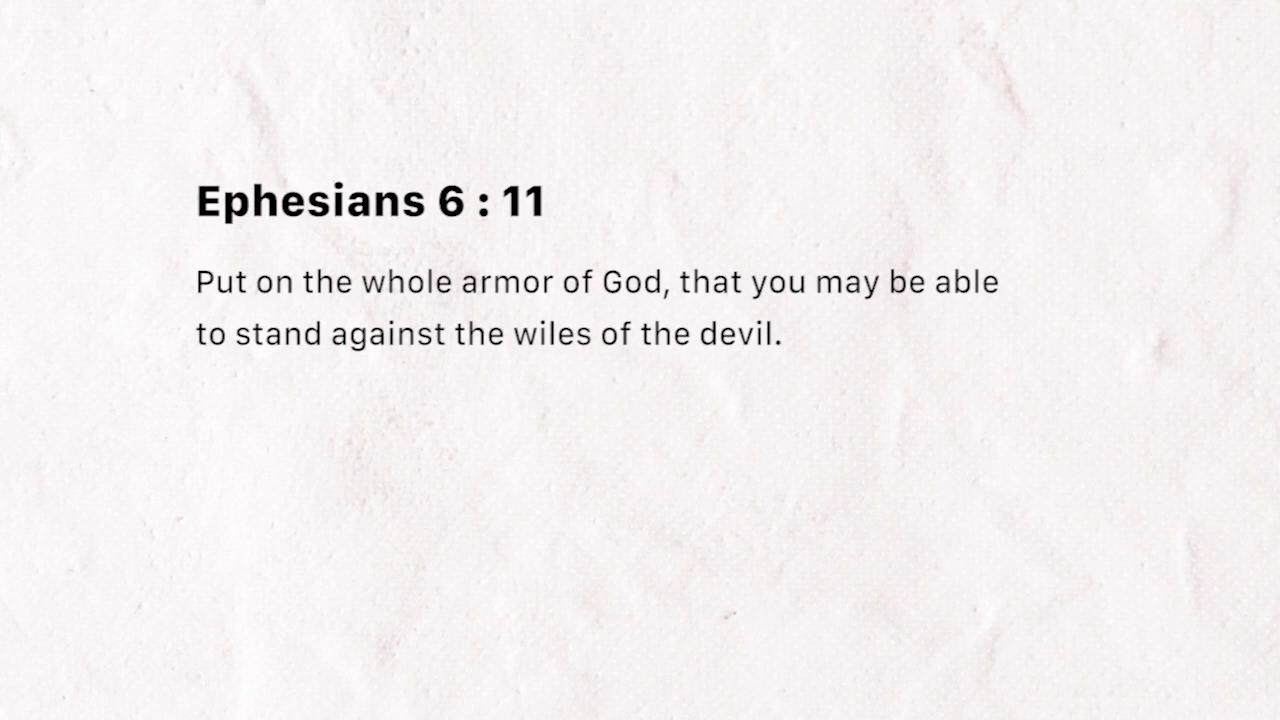 Ephesians 6 : 11
Put on the whole armor of God, that you may be able
to stand against the wiles of the devil.